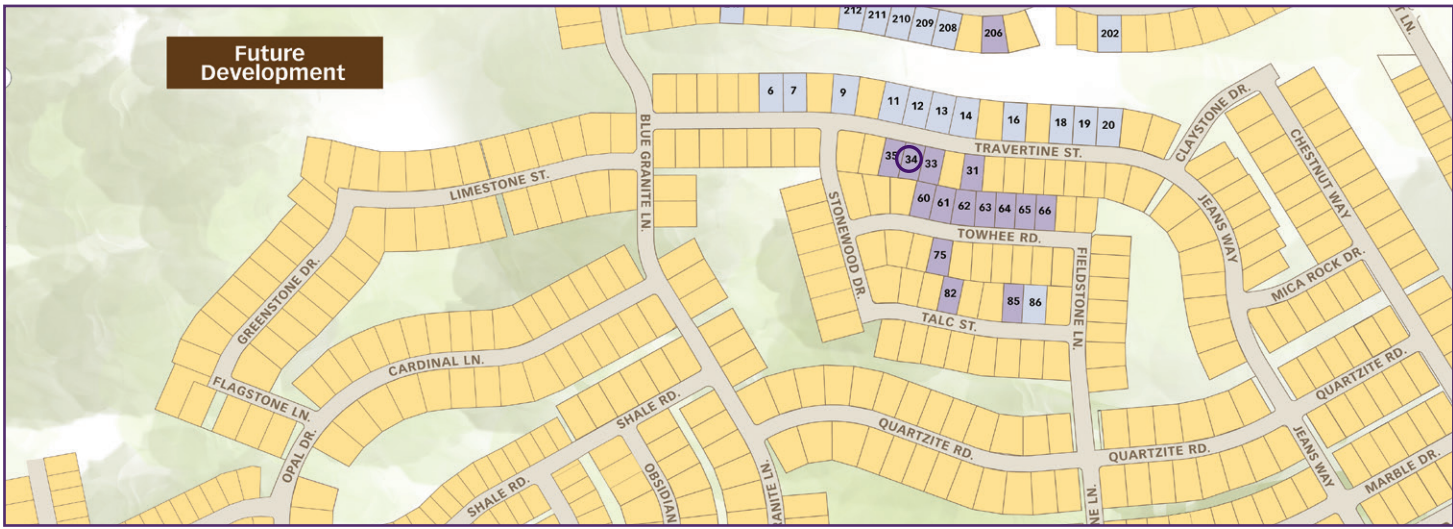 212 211 210 209 208 206 202
Future
Development
6 7 9 11 12 13 14 16 18 19 20
TRAVERTINE ST.
CLAYSTONE DR.
CHESTNUT WAY
BLUE GRANITE LN.
35 34 33 31
LIMESTONE ST.
STONEWOOD DR.
60 61 62 63 64 65 66
TOWHEE RD.
JEANS WAY
GREENSTONE DR.
75
FIELDSTONE LN.
MICA ROCK DR.
82 85 86
TALC ST.
CARDINAL LN.
FLAGSTONE LN.
QUARTZITE RD.
SHALE RD.
OPAL DR.
QUARTZITE RD.
QUARTZITE RD.
JEANS WAY
MARBLE DR.
SHALE RD.
OBSIDIAN